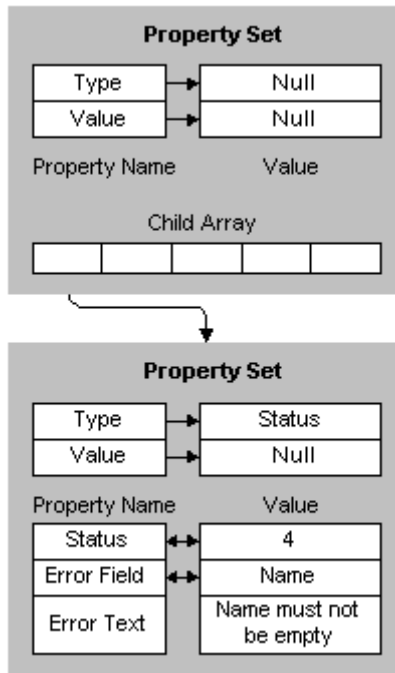 Property Set
Type Null
Value Null
Property Name Value
Child Array
Property Set
Type Status
Value Null
Property Name Value
Status 4
Error Field Name
Error Text Name must not
be empty